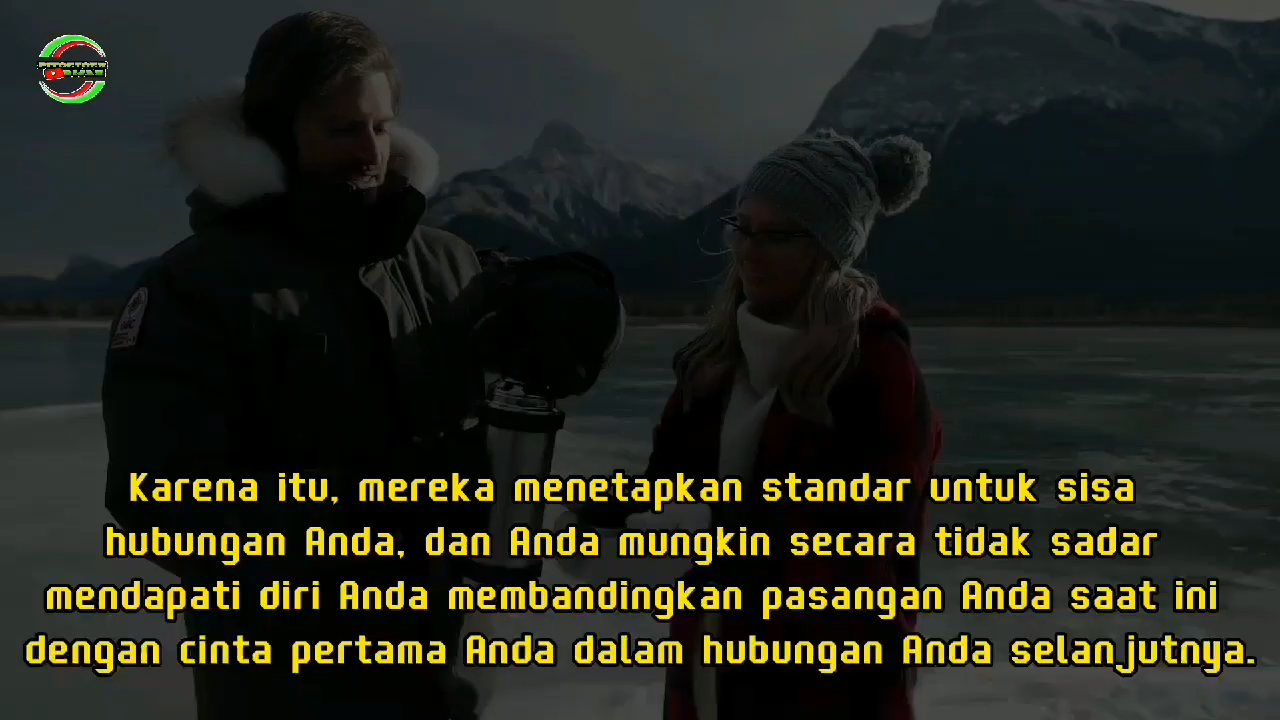 Karena itu, mereka menetapkan standar untuk sisa
hubungan Anda, dan Anda mungkin secara tidak sadar
mendapati diri Anda membandingkan pasangan Anda saat ini
dengan cinta pertama Anda dalam hubungan Anda selanjutnya.